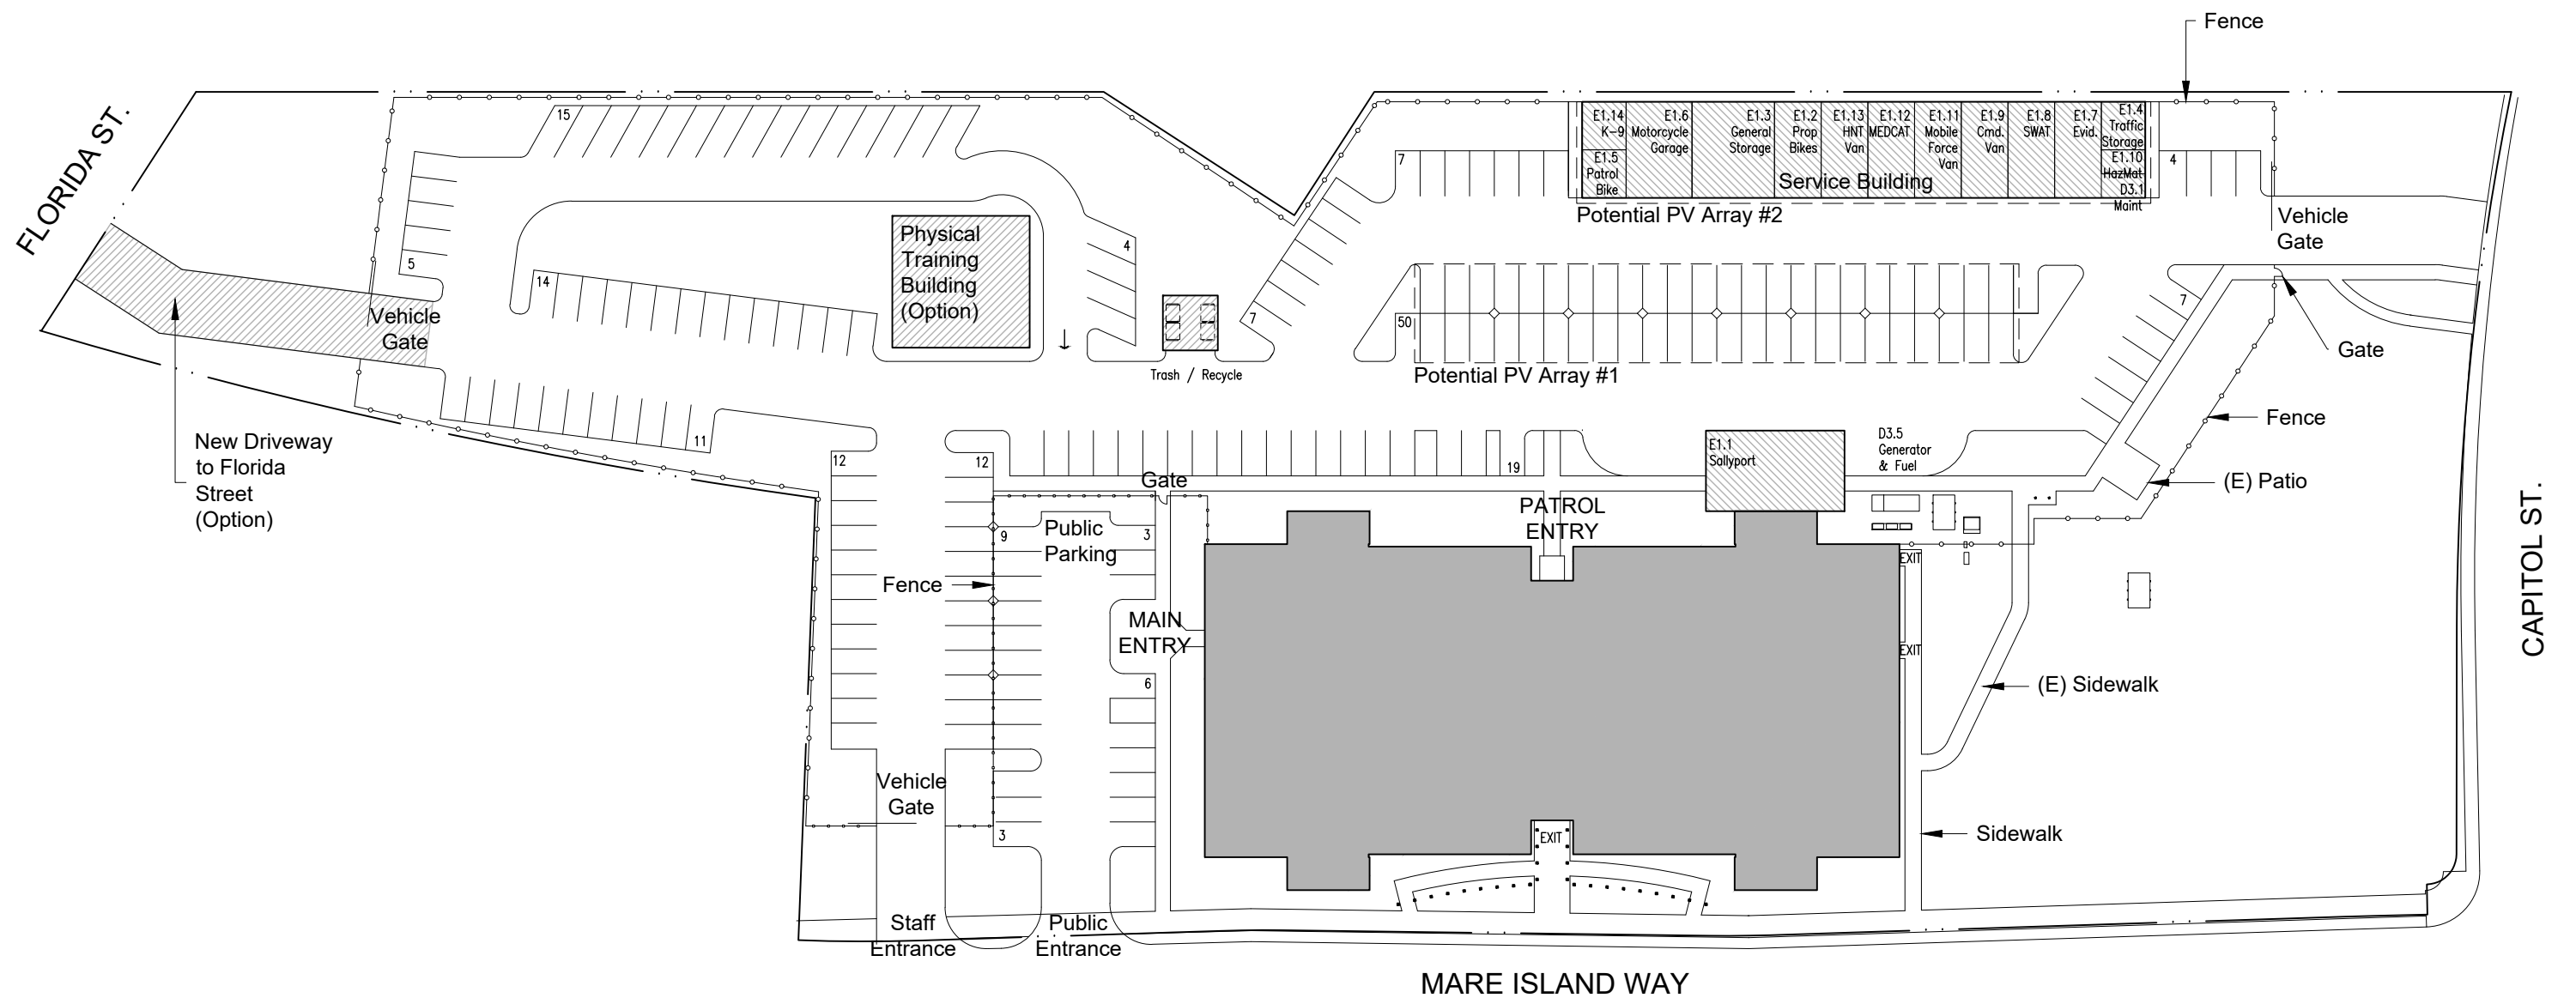 Fence
FLORIDA ST.
15
5
14
Physical
Training
Building
(Option)
4
7
7
E1.14
K-9
E1.5
Patrol
Bike
E1.6
Motorcycle
Garage
E1.3
General
Storage
E1.2
Prop
Bikes
E1.13
HNT
Van
E1.12
MEDCAT
E1.11
Mobile
Force
Van
E1.9
Cmd.
Van
E1.8
SWAT
E1.7
Evid.
E1.4
Traffic
Storage
E1.10
HazMat
D3.1
Maint
Service Building
Potential PV Array #2
4
Vehicle
Gate
Vehicle
Gate
Trash / Recycle
50
Potential PV Array #1
7
Gate
Fence
New Driveway
to Florida
Street
(Option)
11
12
12
19
E1.1
Sallyport
D3.5
Generator
& Fuel
(E) Patio
Gate
PATROL
ENTRY
Public
Parking
9
3
Fence
MAIN
ENTRY
6
EXIT
EXIT
(E) Sidewalk
CAPITOL ST.
Vehicle
Gate
3
EXIT
Sidewalk
Staff
Entrance
Public
Entrance
MARE ISLAND WAY